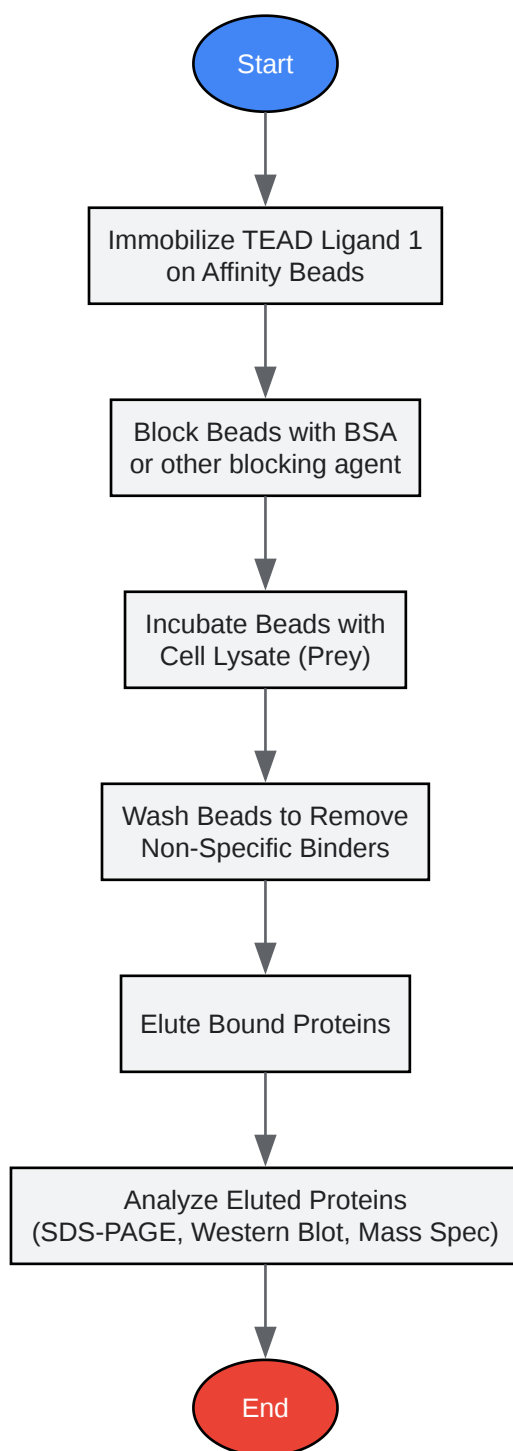 Start
Immobilize TEAD Ligand 1
on Affinity Beads
Block Beads with BSA
or other blocking agent
Incubate Beads with
Cell Lysate (Prey)
Wash Beads to Remove
Non-Specific Binders
Elute Bound Proteins
Analyze Eluted Proteins
(SDS-PAGE, Western Blot, Mass Spec)
End